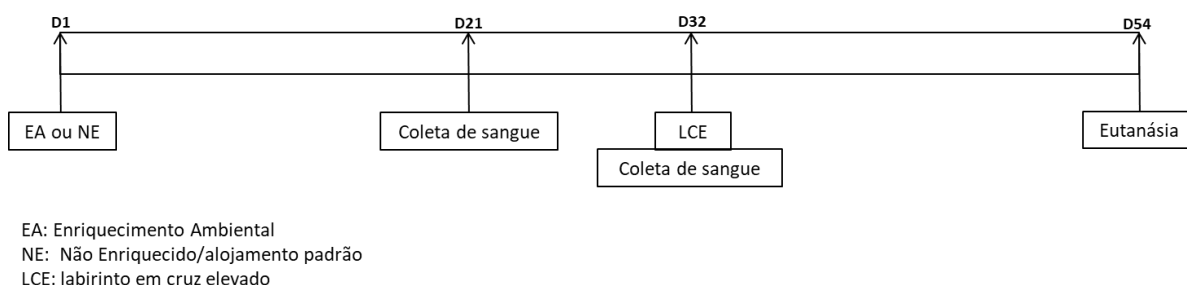 D1
D21
D32
D54
EA ou NE
Coleta de sangue
LCE
Eutanásia
Coleta de sangue
EA: Enriquecimento Ambiental
NE: Não Enriquecido/alojamento padrão
LCE: labirinto em cruz elevado